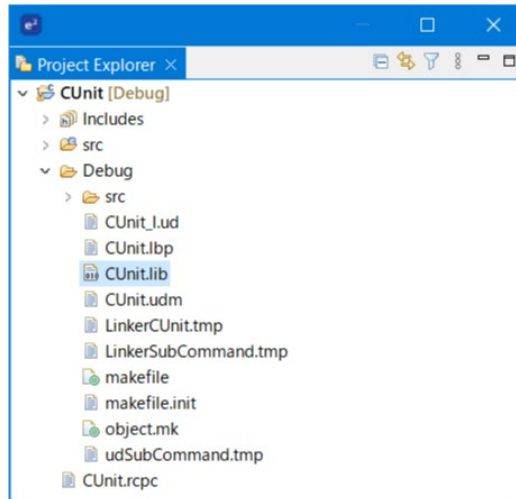 e²
Project Explorer
CUnit [Debug]
Includes
src
Debug
src
CUnit_l.ud
CUnit.lbp
CUnit.lib
CUnit.udm
LinkerCUnit.tmp
LinkerSubCommand.tmp
makefile
makefile.init
object.mk
udSubCommand.tmp
CUnit.rcpc